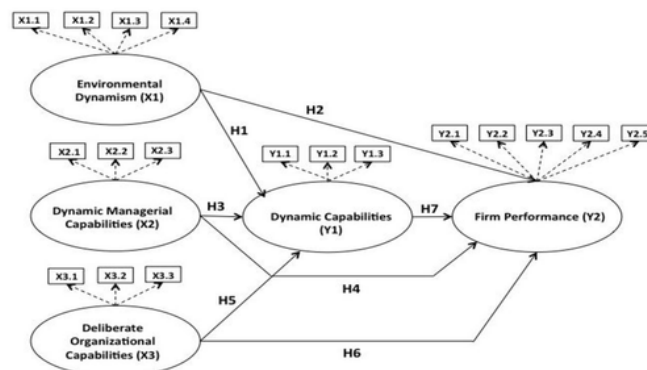 X1.1
X1.2
X1.3
X1.4
Environmental
Dynamism (X1)
H2
H1
Y2.1
Y2.2
Y2.3
Y2.4
Y2.5
X2.1
X2.2
X2.3
Y1.1
Y1.2
Y1.3
Dynamic Managerial
Capabilities (X2)
H3
Dynamic Capabilities
(Y1)
H7
Firm Performance (Y2)
X3.1
X3.2
X3.3
H5
H4
Deliberate
Organizational
Capabilities (X3)
H6